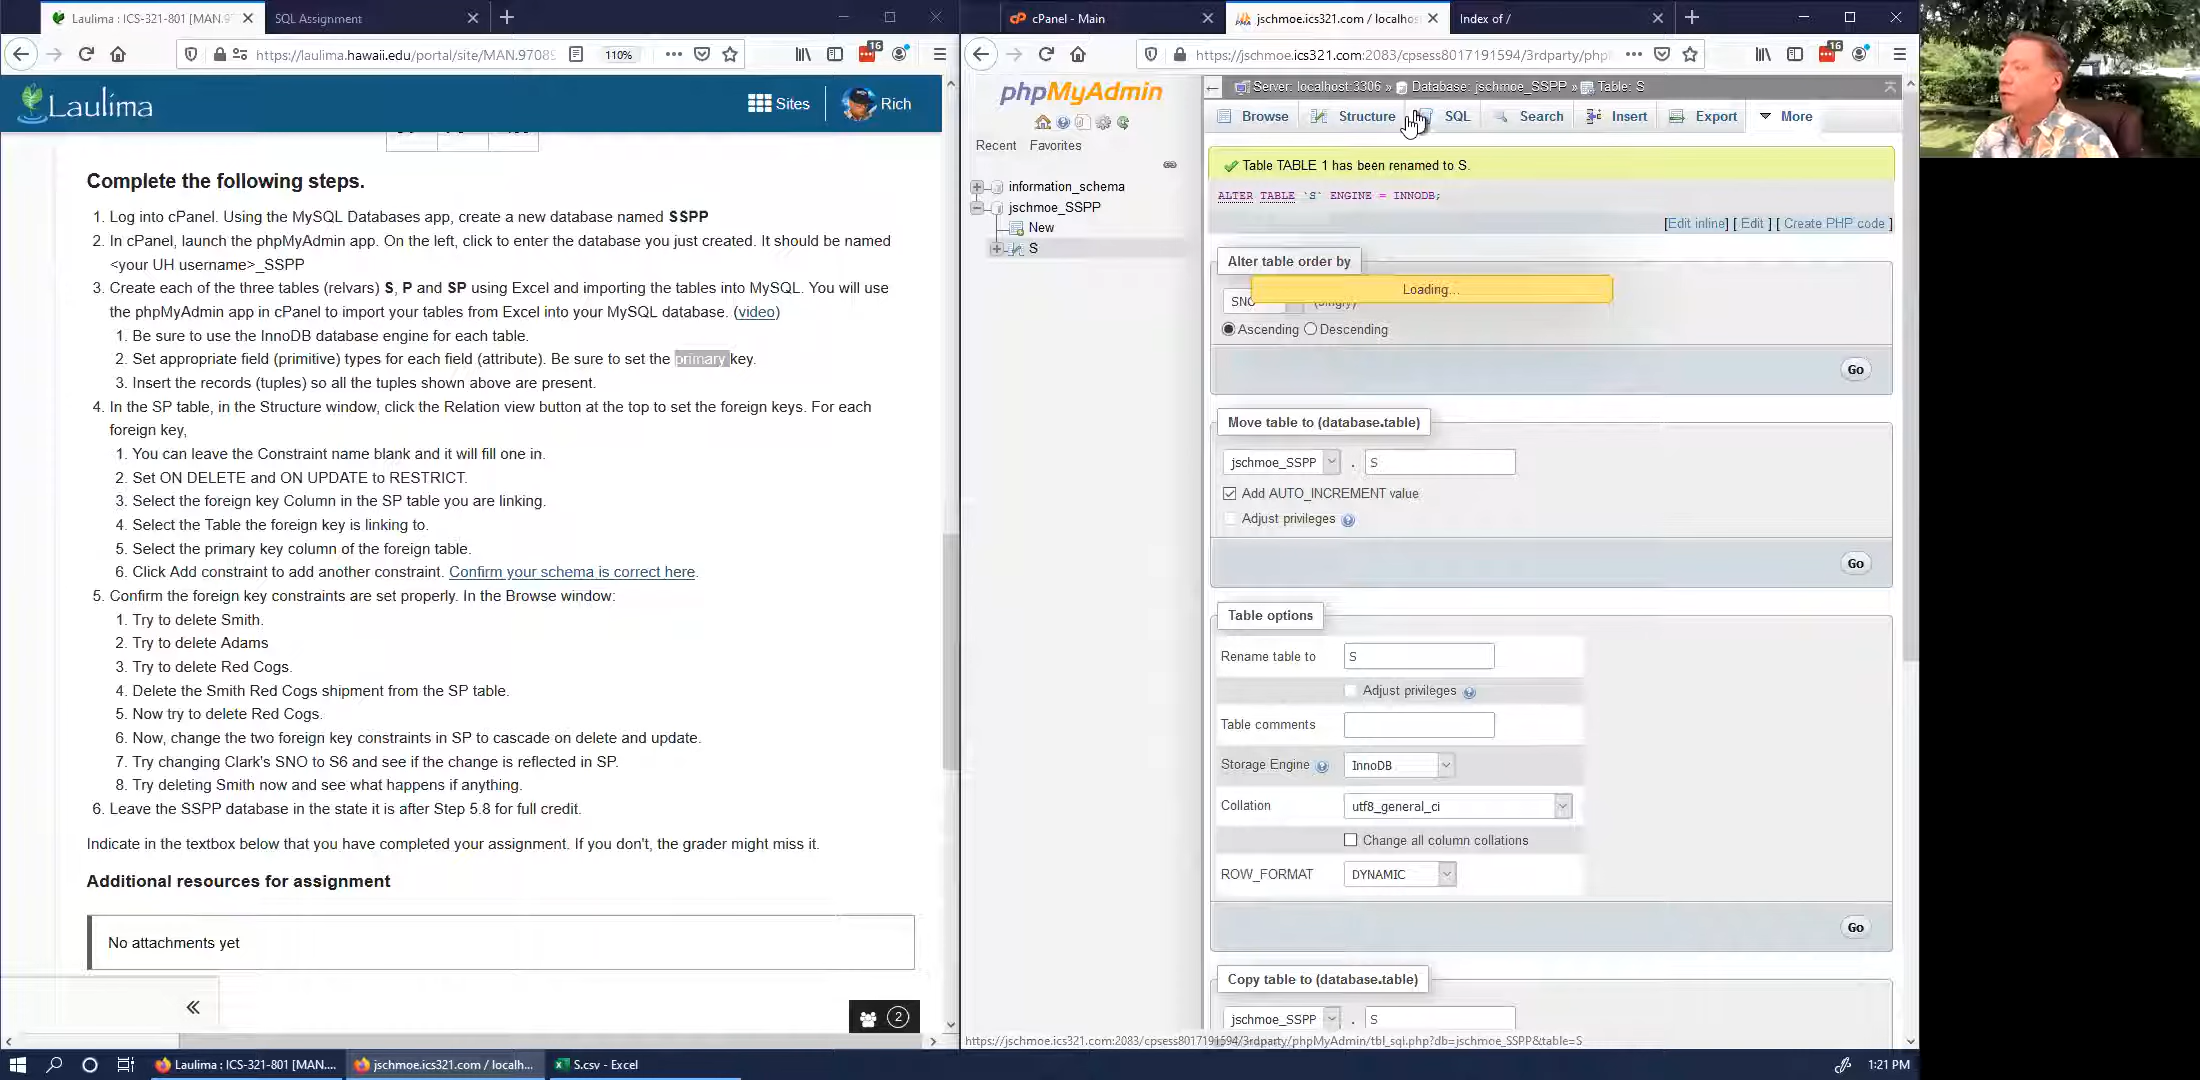 Laulima : ICS-321-801 [MAN.97
SQL Assignment
https://laulima.hawaii.edu/portal/site/MAN.9708
110%
16
Laulima
Sites
Rich
Complete the following steps.
1. Log into cPanel. Using the MySQL Databases app, create a new database named SSPP
2. In cPanel, launch the phpMyAdmin app. On the left, click to enter the database you just created. It should be named
<your UH username>_SSPP
3. Create each of the three tables (relvars) S, P and SP using Excel and importing the tables into MySQL. You will use
the phpMyAdmin app in cPanel to import your tables from Excel into your MySQL database. (video)
1. Be sure to use the InnoDB database engine for each table.
2. Set appropriate field (primitive) types for each field (attribute). Be sure to set the primary key.
3. Insert the records (tuples) so all the tuples shown above are present.
4. In the SP table, in the Structure window, click the Relation view button at the top to set the foreign keys. For each
foreign key,
1. You can leave the Constraint name blank and it will fill one in.
2. Set ON DELETE and ON UPDATE to RESTRICT.
3. Select the foreign key Column in the SP table you are linking.
4. Select the Table the foreign key is linking to.
5. Select the primary key column of the foreign table.
6. Click Add constraint to add another constraint. Confirm your schema is correct here.
5. Confirm the foreign key constraints are set properly. In the Browse window:
1. Try to delete Smith.
2. Try to delete Adams
3. Try to delete Red Cogs.
4. Delete the Smith Red Cogs shipment from the SP table.
5. Now try to delete Red Cogs.
6. Now, change the two foreign key constraints in SP to cascade on delete and update.
7. Try changing Clark's SNO to S6 and see if the change is reflected in SP.
8. Try deleting Smith now and see what happens if anything.
6. Leave the SSPP database in the state it is after Step 5.8 for full credit.
Indicate in the textbox below that you have completed your assignment. If you don't, the grader might miss it.
Additional resources for assignment
No attachments yet
2
cPanel - Main
jschmoe.ics321.com / localhos
Index of /
https://jschmoe.ics321.com:2083/cpsess8017191594/3rdparty/php
16
phpMyAdmin
Recent Favorites
information_schema
jschmoe_SSPP
New
S
Server: localhost:3306 » Database: jschmoe_SSPP » Table: S
Browse Structure SQL Search Insert Export More
Table TABLE 1 has been renamed to S.
ALTER TABLE `S` ENGINE = INNODB;
[Edit inline] [ Edit ] [ Create PHP code ]
Alter table order by
Loading...
SNO (singly)
Ascending Descending
Go
Move table to (database.table)
jschmoe_SSPP . S
Add AUTO_INCREMENT value
Adjust privileges
Go
Table options
Rename table to S
Adjust privileges
Table comments
Storage Engine InnoDB
Collation utf8_general_ci
Change all column collations
ROW_FORMAT DYNAMIC
Go
Copy table to (database.table)
jschmoe_SSPP . S
https://jschmoe.ics321.com:2083/cpsess8017191594/3rdparty/phpMyAdmin/tbl_sql.php?db=jschmoe_SSPP&table=S
Laulima : ICS-321-801 [MAN....
jschmoe.ics321.com / localh...
S.csv - Excel
1:21 PM